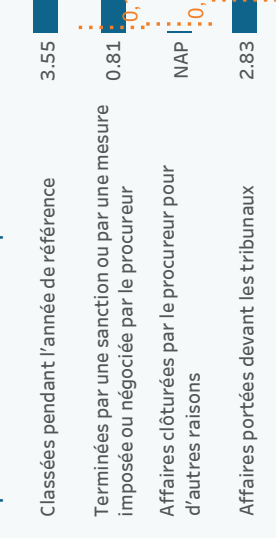 Classées pendant l'année de référence 3.55
Terminées par une sanction ou par une mesure
imposée ou négociée par le procureur 0.81
Affaires clôturées par le procureur pour
d'autres raisons NAP
Affaires portées devant les tribunaux 2.83
0,
0,